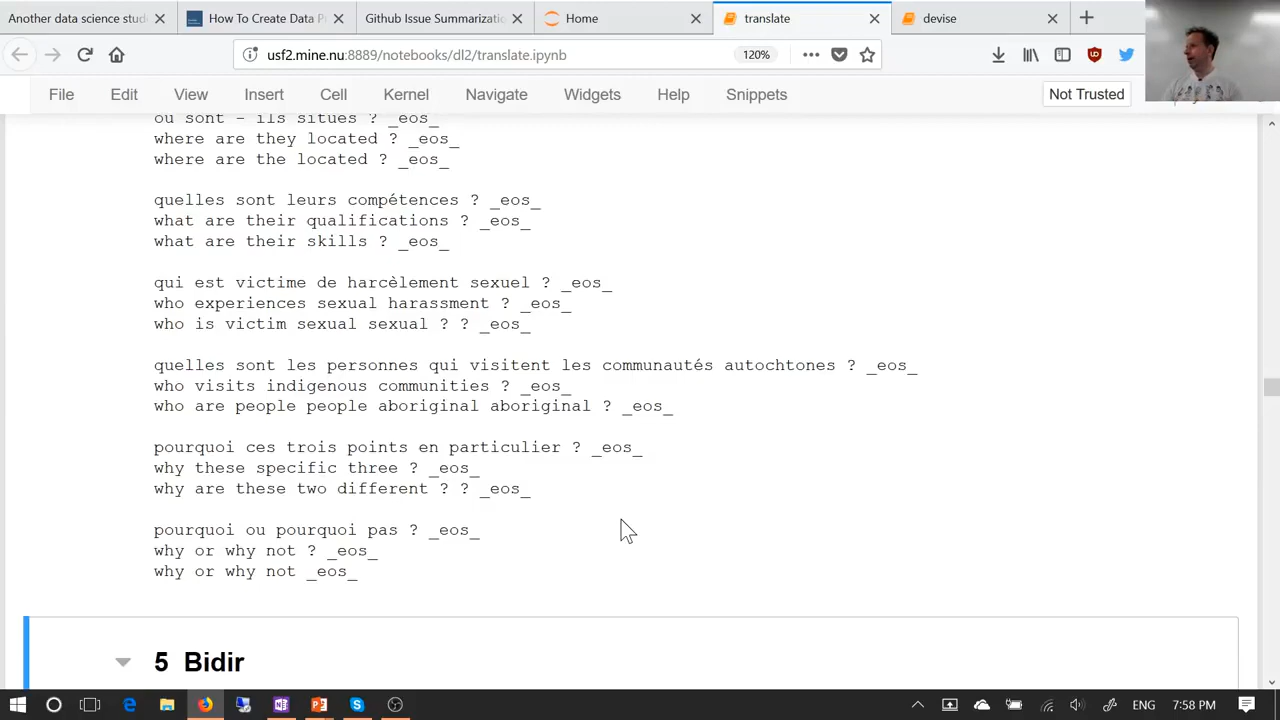 Another data science stud
How To Create Data P
Github Issue Summarizatio
Home
translate
devise
usf2.mine.nu:8889/notebooks/dl2/translate.ipynb
120%
File Edit View Insert Cell Kernel Navigate Widgets Help Snippets
Not Trusted
ou sont - ils situes ? _eos_
where are they located ? _eos_
where are the located ? _eos_
quelles sont leurs compétences ? _eos_
what are their qualifications ? _eos_
what are their skills ? _eos_
qui est victime de harcèlement sexuel ? _eos_
who experiences sexual harassment ? _eos_
who is victim sexual sexual ? ? _eos_
quelles sont les personnes qui visitent les communautés autochtones ? _eos_
who visits indigenous communities ? _eos_
who are people people aboriginal aboriginal ? _eos_
pourquoi ces trois points en particulier ? _eos_
why these specific three ? _eos_
why are these two different ? ? _eos_
pourquoi ou pourquoi pas ? _eos_
why or why not ? _eos_
why or why not _eos_
5 Bidir
ENG
7:58 PM